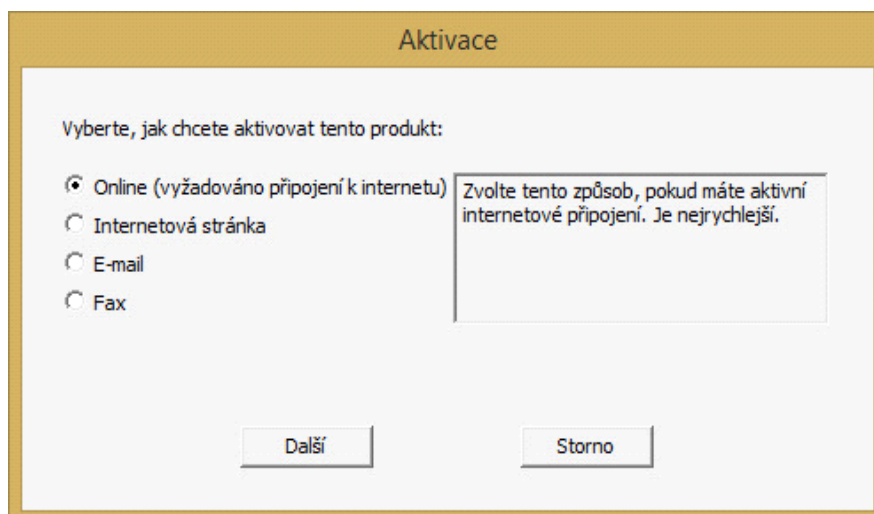 Aktivace
Vyberte, jak chcete aktivovat tento produkt:
Online (vyžadováno připojení k internetu)
Internetová stránka
E-mail
Fax
Zvolte tento způsob, pokud máte aktivní
internetové připojení. Je nejrychlejší.
Další
Storno